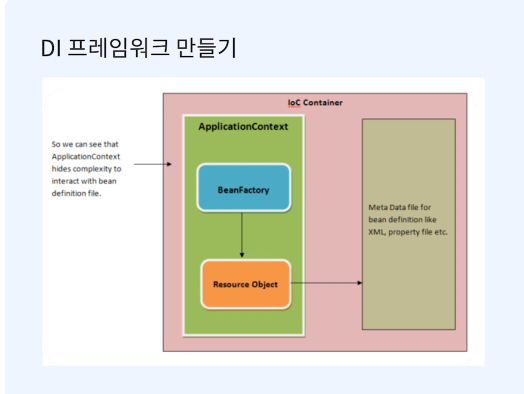 DI 프레임워크 만들기
IoC Container
ApplicationContext
So we can see that
ApplicationContext
hides complexity to
interact with bean
definition file.
BeanFactory
Meta Data file for
bean definition like
XML, property file etc.
Resource Object